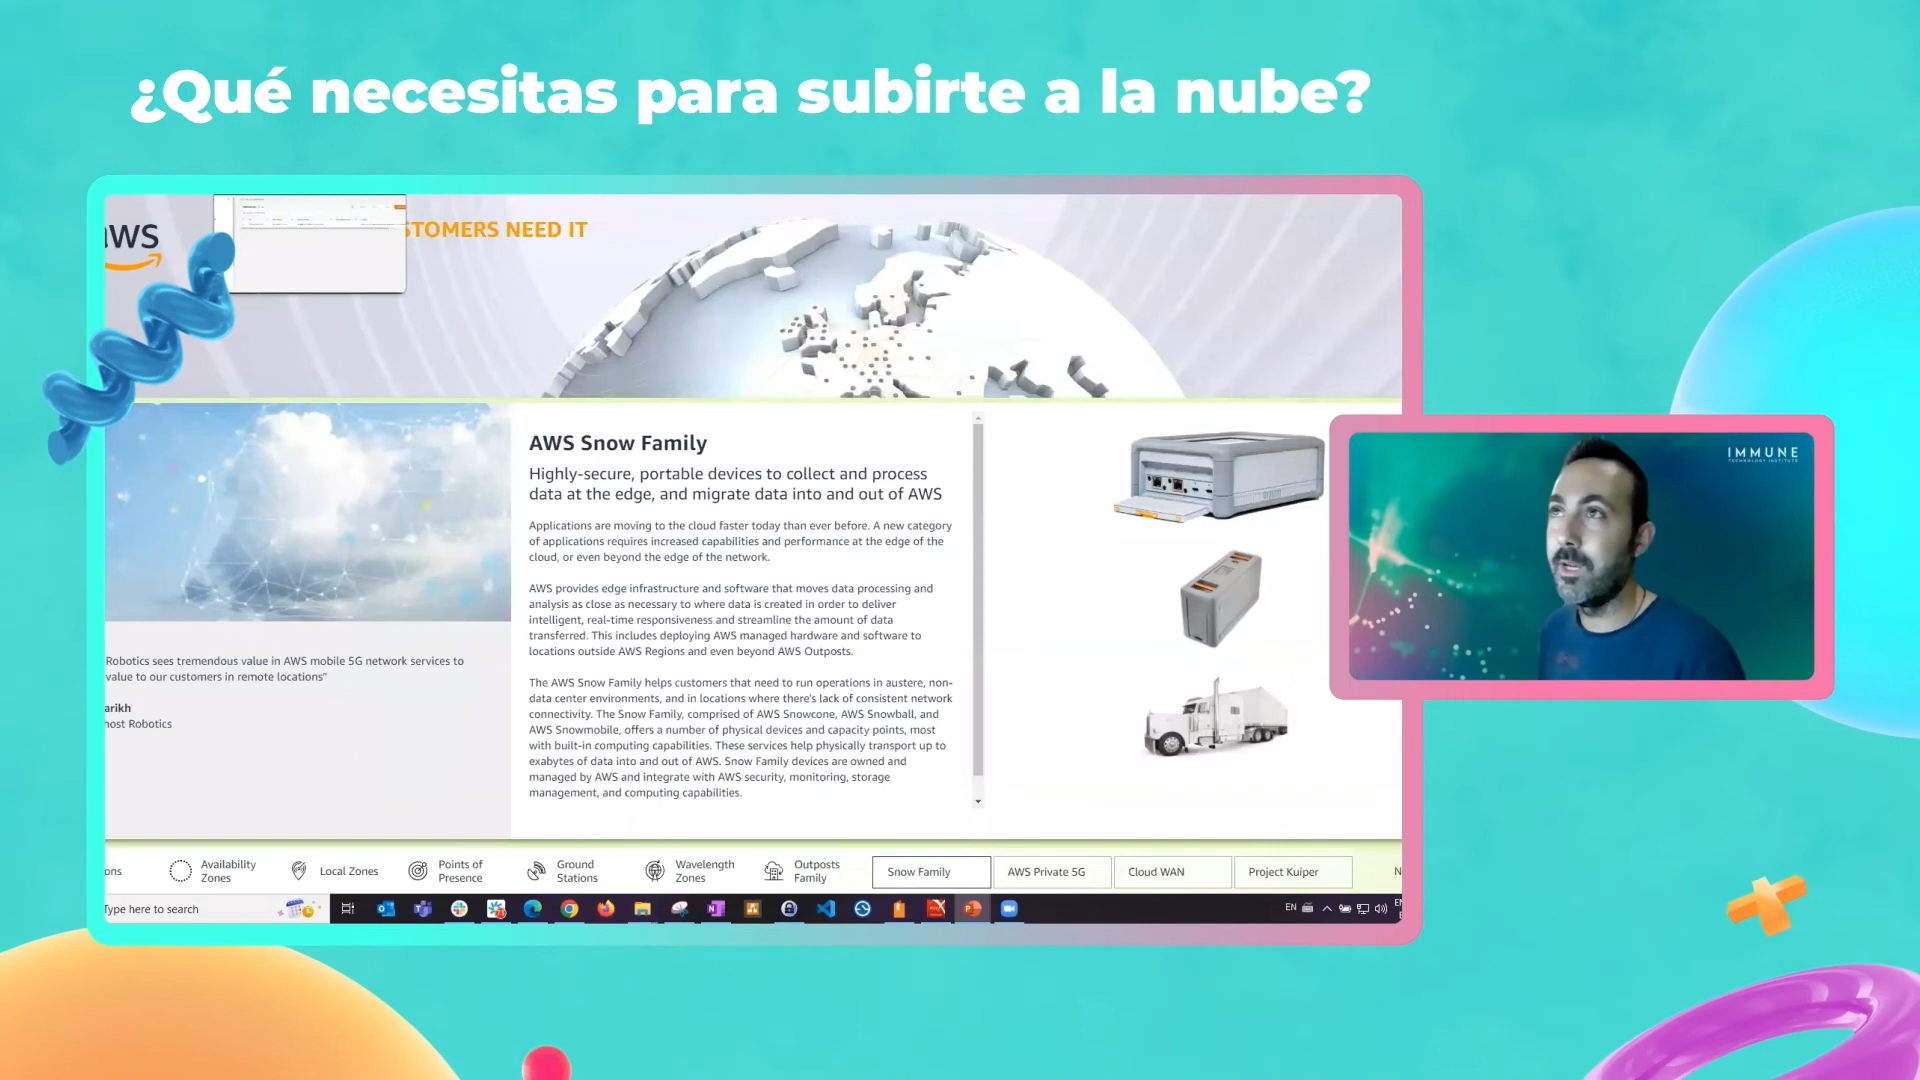 ¿Qué necesitas para subirte a la nube?
aws
STOMERS NEED IT
IMMUNE
TECHNOLOGY INSTITUTE
AWS Snow Family
Highly-secure, portable devices to collect and process
data at the edge, and migrate data into and out of AWS
Applications are moving to the cloud faster today than ever before. A new category
of applications requires increased capabilities and performance at the edge of the
cloud, or even beyond the edge of the network.
AWS provides edge infrastructure and software that moves data processing and
analysis as close as necessary to where data is created in order to deliver
intelligent, real-time responsiveness and streamline the amount of data
transferred. This includes deploying AWS managed hardware and software to
locations outside AWS Regions and even beyond AWS Outposts.
The AWS Snow Family helps customers that need to run operations in austere, non-
data center environments, and in locations where there's lack of consistent network
connectivity. The Snow Family, comprised of AWS Snowcone, AWS Snowball, and
AWS Snowmobile, offers a number of physical devices and capacity points, most
with built-in computing capabilities. These services help physically transport up to
exabytes of data into and out of AWS. Snow Family devices are owned and
managed by AWS and integrate with AWS security, monitoring, storage
management, and computing capabilities.
Robotics sees tremendous value in AWS mobile 5G network services to
value to our customers in remote locations”
arikh
host Robotics
ons
Availability
Zones
Local Zones
Points of
Presence
Ground
Stations
Wavelength
Zones
Outposts
Family
Snow Family
AWS Private 5G
Cloud WAN
Project Kuiper
N
Type here to search
EN